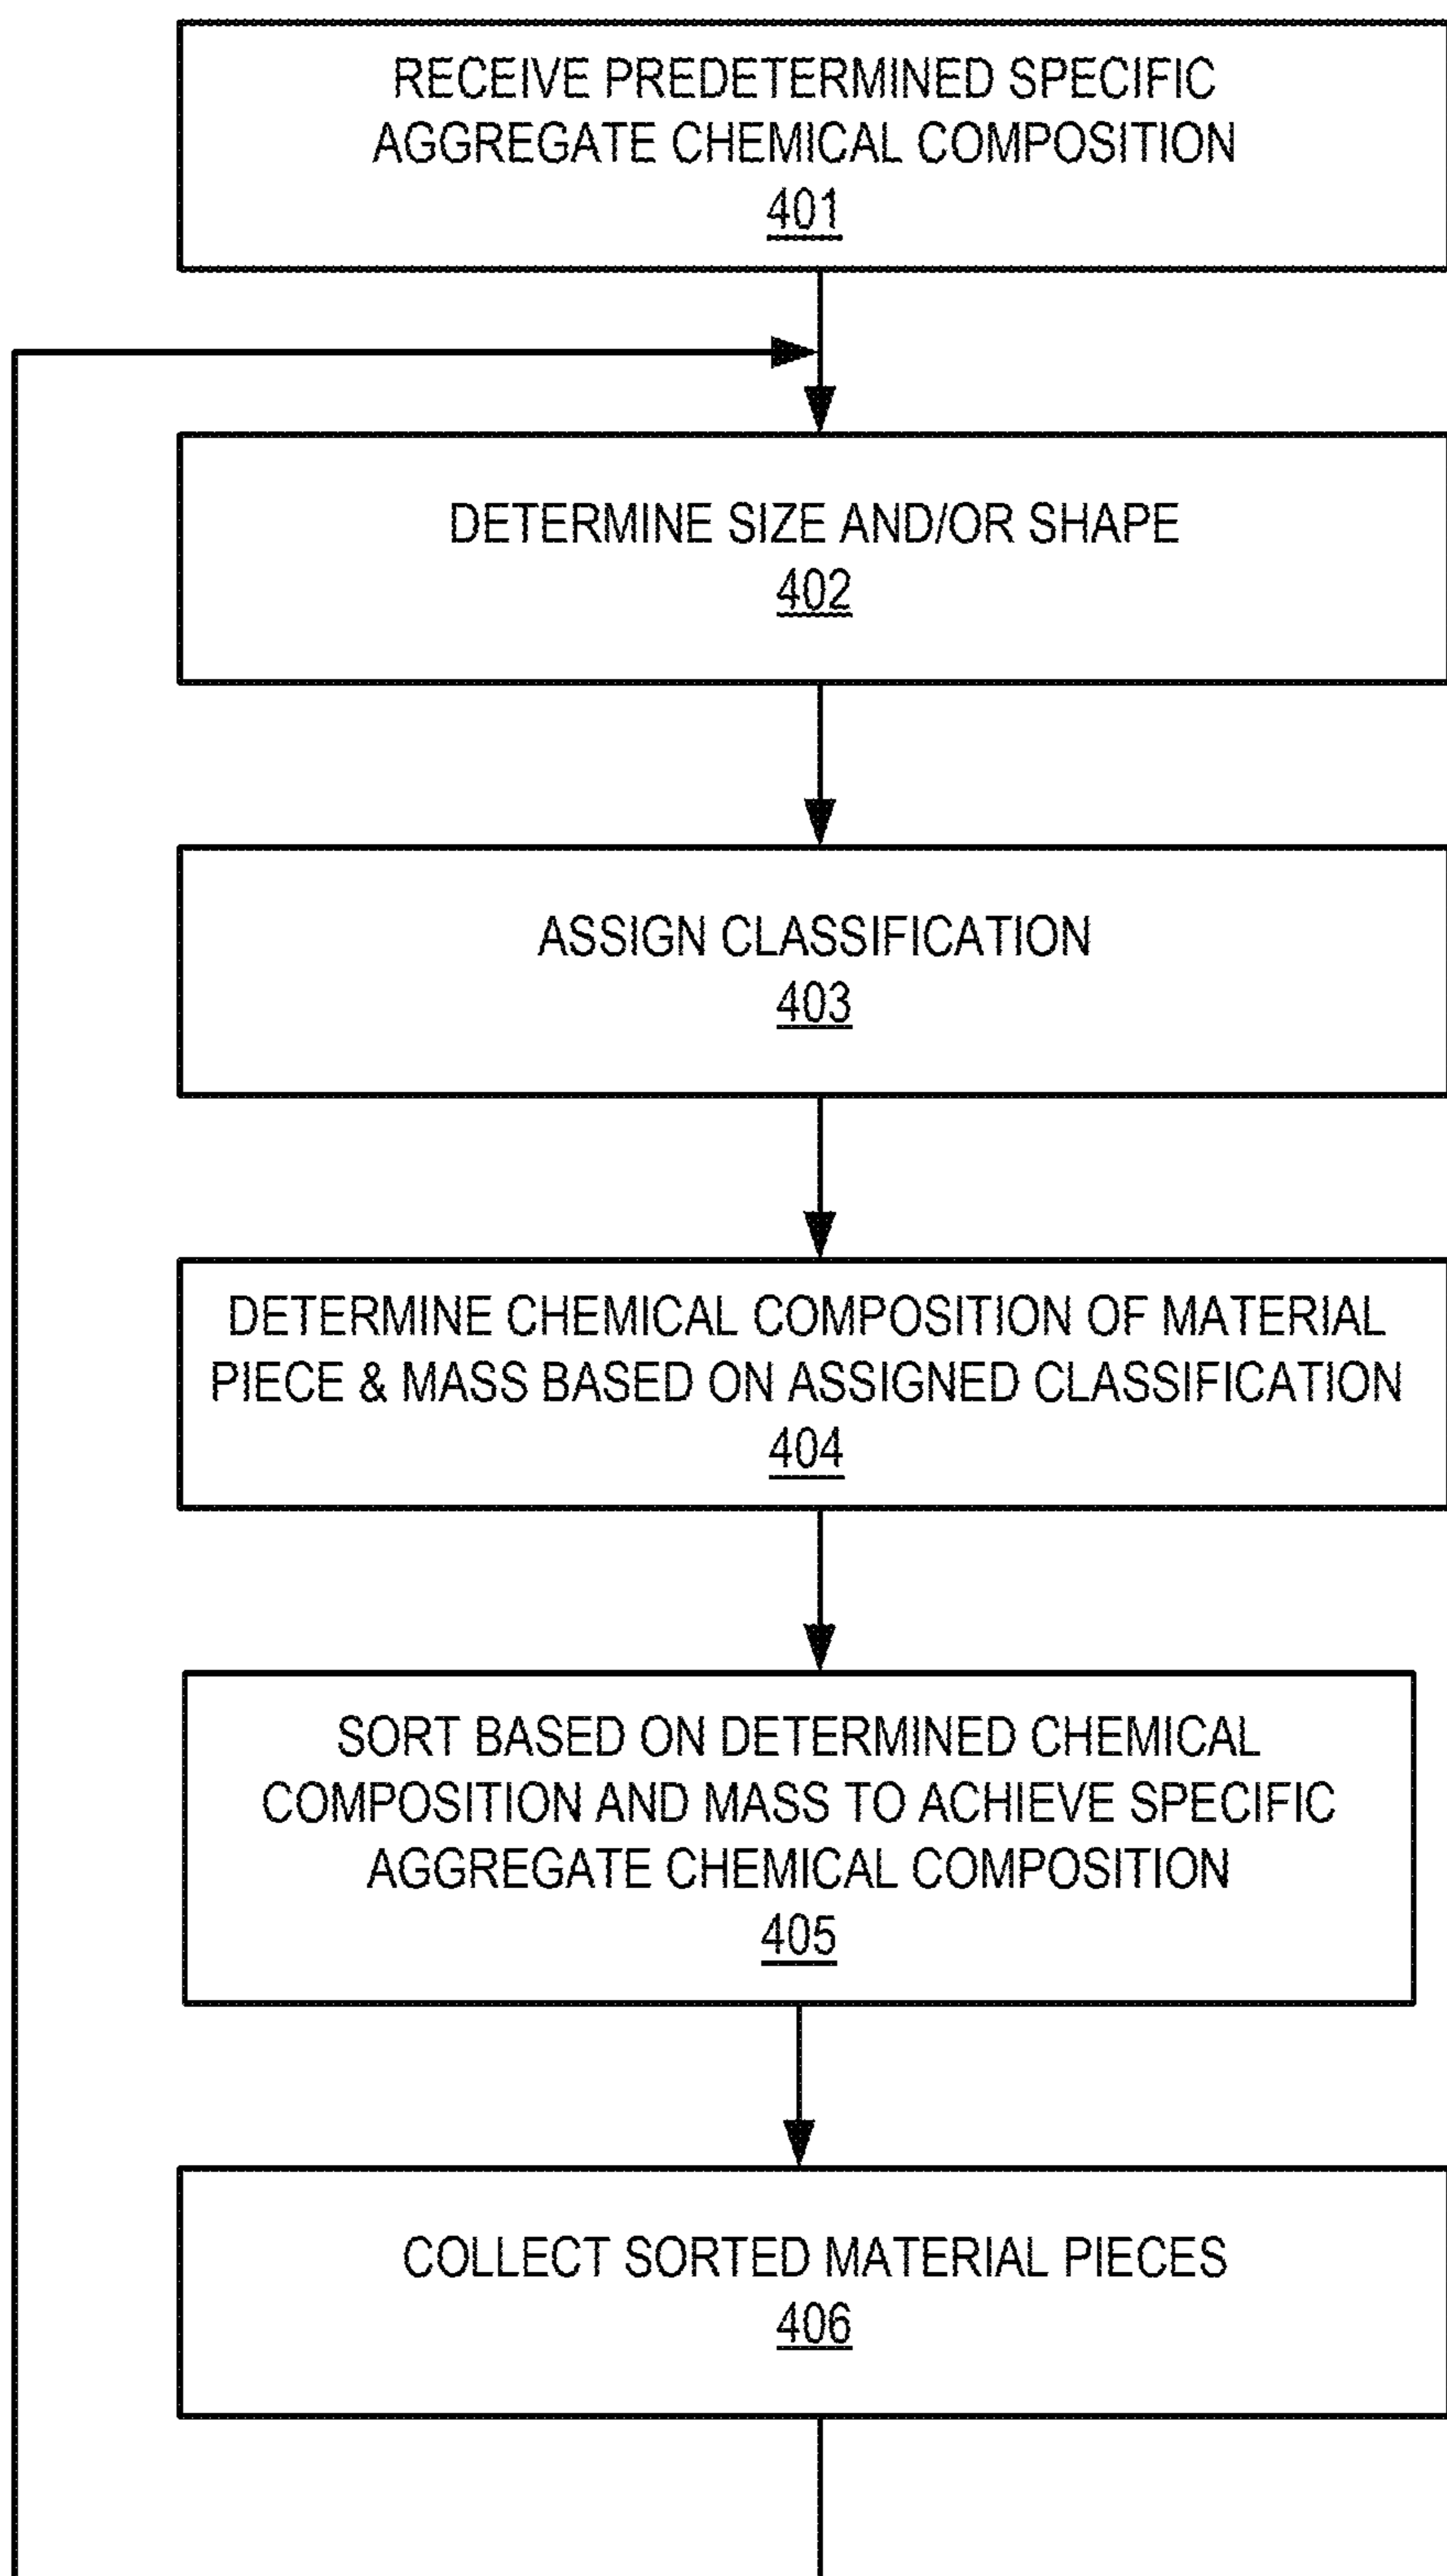 RECEIVE PREDETERMINED SPECIFIC
AGGREGATE CHEMICAL COMPOSITION
401
DETERMINE SIZE AND/OR SHAPE
402
ASSIGN CLASSIFICATION
403
DETERMINE CHEMICAL COMPOSITION OF MATERIAL
PIECE & MASS BASED ON ASSIGNED CLASSIFICATION
404
SORT BASED ON DETERMINED CHEMICAL
COMPOSITION AND MASS TO ACHIEVE SPECIFIC
AGGREGATE CHEMICAL COMPOSITION
405
COLLECT SORTED MATERIAL PIECES
406